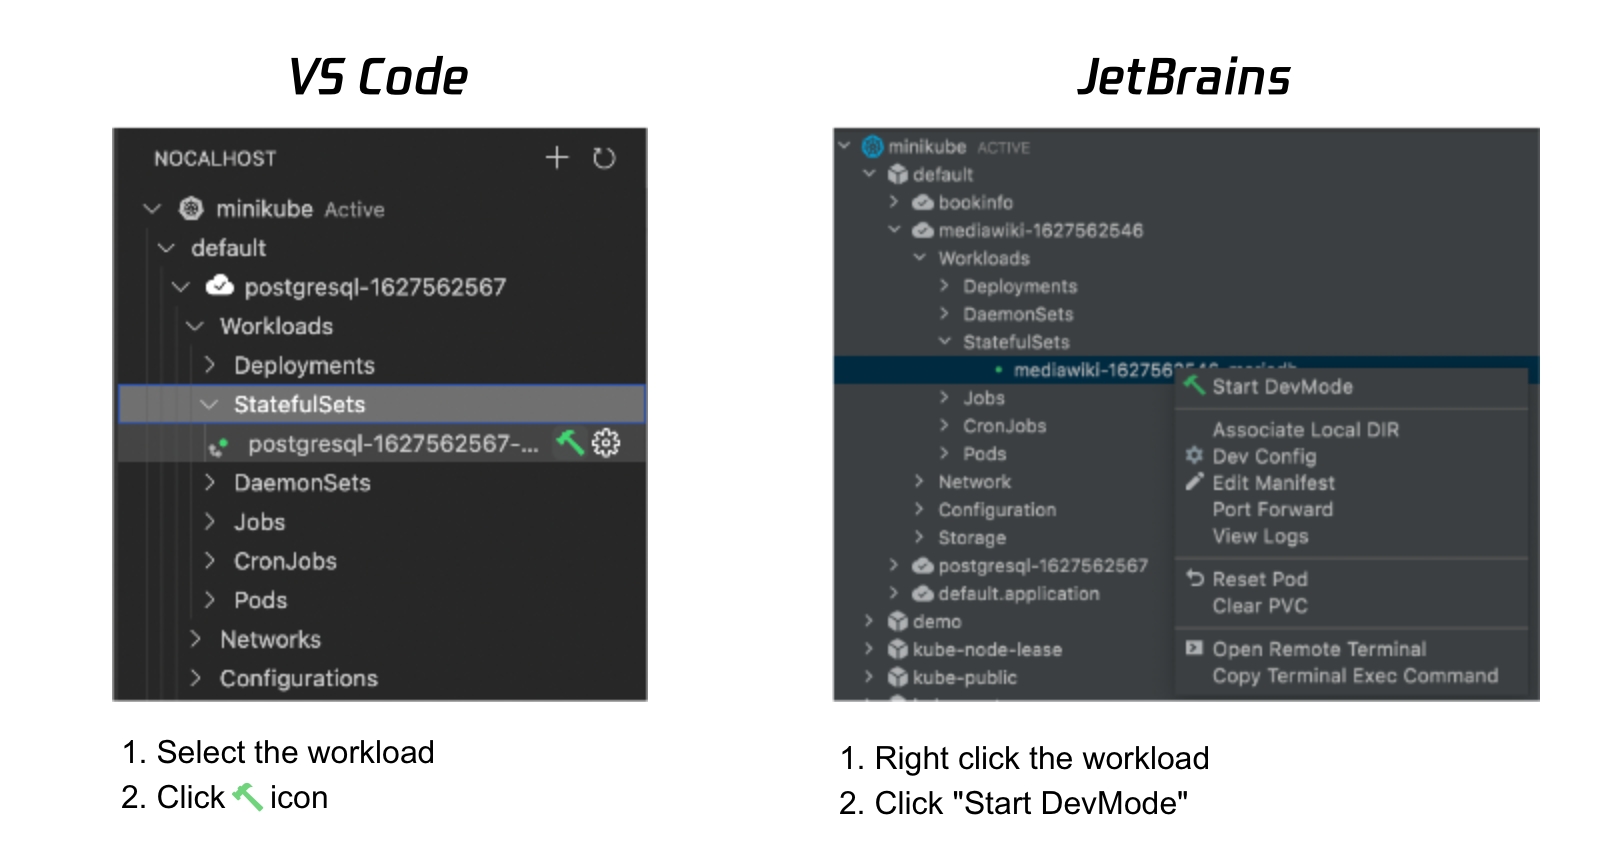 VS Code
NOCALHOST
minikube Active
default
postgresql-1627562567
Workloads
Deployments
StatefulSets
postgresql-1627562567-...
DaemonSets
Jobs
CronJobs
Pods
Networks
Configurations
1. Select the workload
2. Click icon
JetBrains
minikube ACTIVE
default
bookinfo
mediawiki-1627562546
Workloads
Deployments
DaemonSets
StatefulSets
Jobs
CronJobs
Pods
Network
Configuration
Storage
postgresql-1627562567
default.application
demo
kube-node-lease
kube-public
Start DevMode
Associate Local DIR
Dev Config
Edit Manifest
Port Forward
View Logs
Reset Pod
Clear PVC
Open Remote Terminal
Copy Terminal Exec Command
1. Right click the workload
2. Click "Start DevMode"